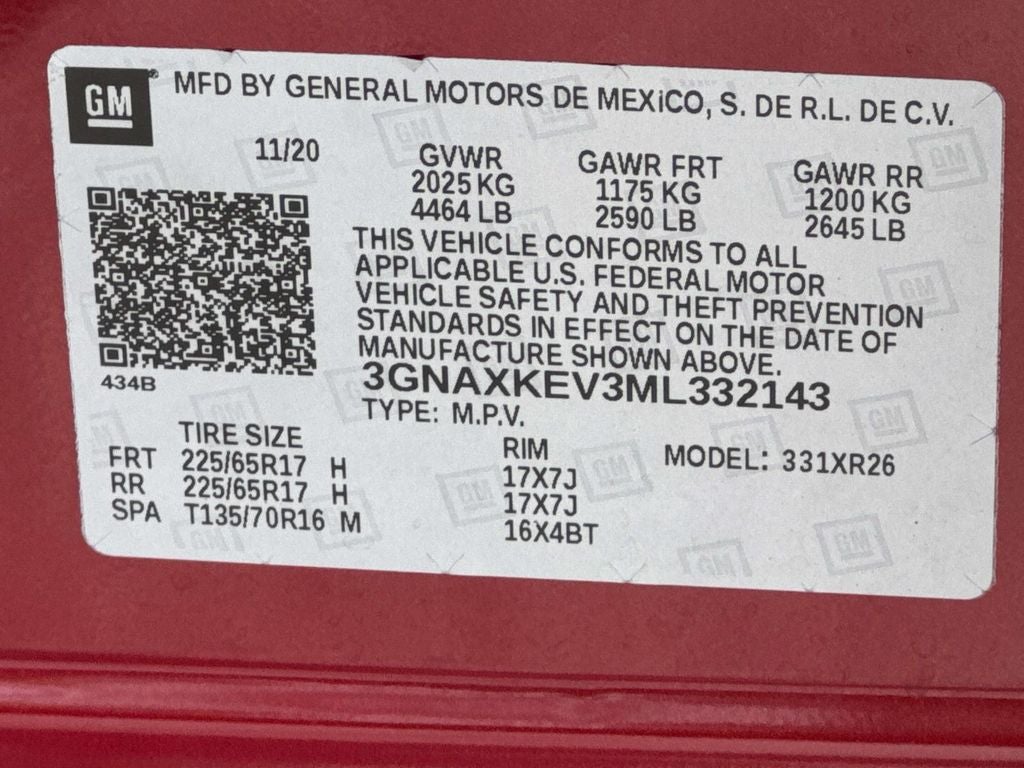 GM MFD BY GENERAL MOTORS DE MEXICO, S. DE R.L. DE C.V.
11/20 GVWR GAWR FRT GAWR RR
2025 KG 1175 KG 1200 KG
4464 LB 2590 LB 2645 LB
THIS VEHICLE CONFORMS TO ALL
APPLICABLE U.S. FEDERAL MOTOR
VEHICLE SAFETY AND THEFT PREVENTION
STANDARDS IN EFFECT ON THE DATE OF
MANUFACTURE SHOWN ABOVE.
434B
3GNAXKEV3ML332143
TYPE: M.P.V.
TIRE SIZE RIM MODEL: 331XR26
FRT 225/65R17 H 17X7J
RR 225/65R17 H 17X7J
SPA T135/70R16 M 16X4BT